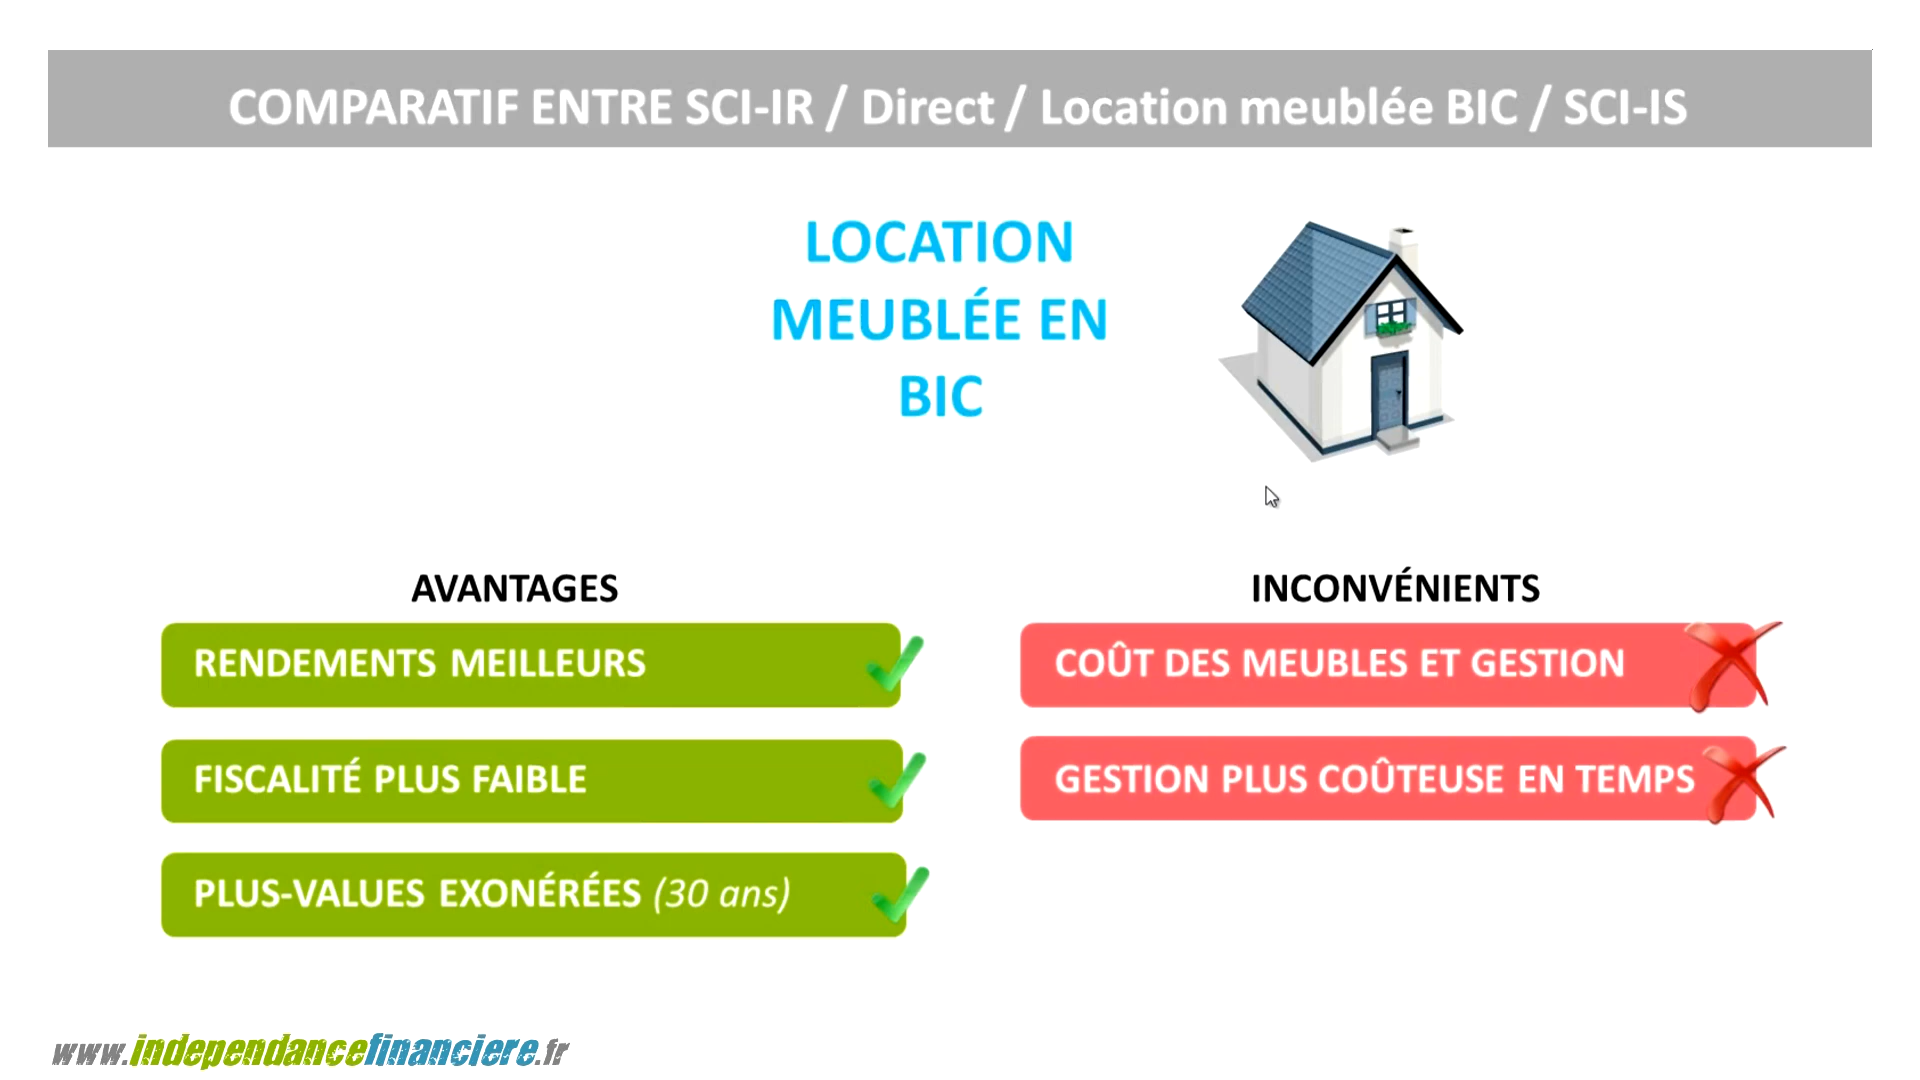 COMPARATIF ENTRE SCI-IR / Direct / Location meublée BIC / SCI-IS
LOCATION
MEUBLÉE EN
BIC
AVANTAGES
RENDEMENTS MEILLEURS
FISCALITÉ PLUS FAIBLE
PLUS-VALUES EXONÉRÉES (30 ans)
INCONVÉNIENTS
COÛT DES MEUBLES ET GESTION
GESTION PLUS COÛTEUSE EN TEMPS
www.independancefinanciere.fr